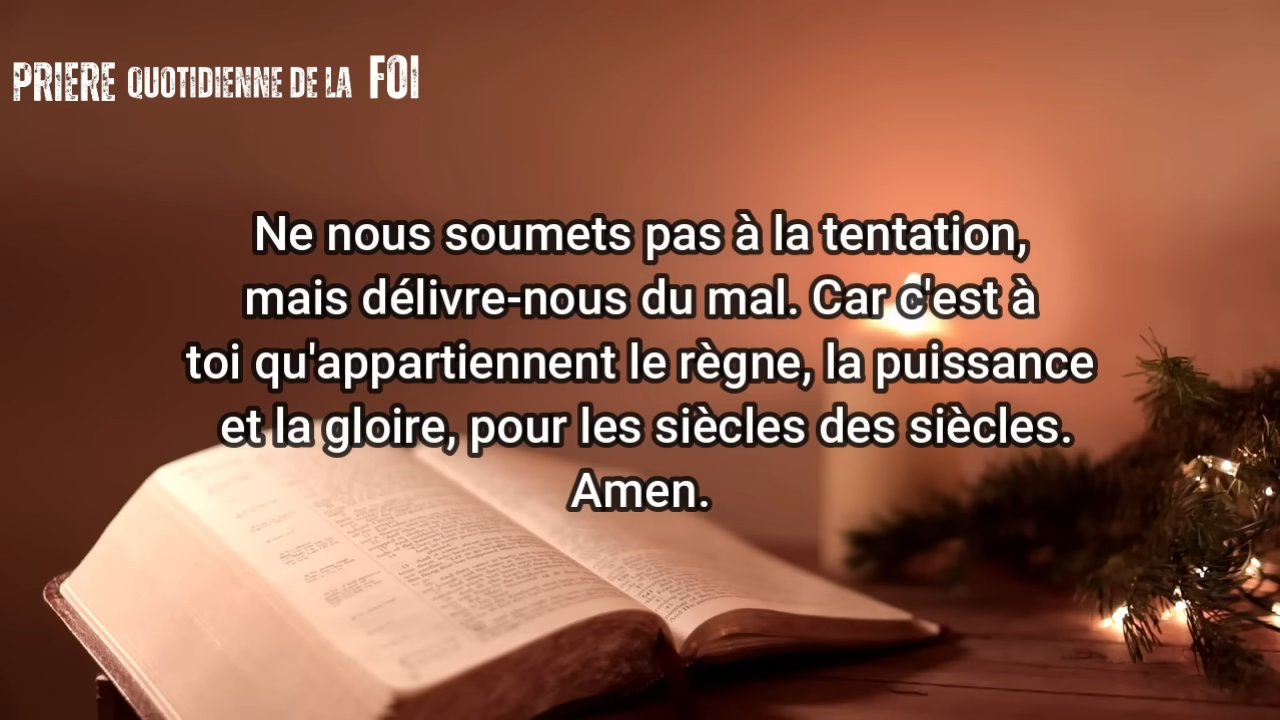 PRIERE QUOTIDIENNE DE LA FOI
Ne nous soumets pas à la tentation,
mais délivre-nous du mal. Car c'est à
toi qu'appartiennent le règne, la puissance
et la gloire, pour les siècles des siècles.
Amen.